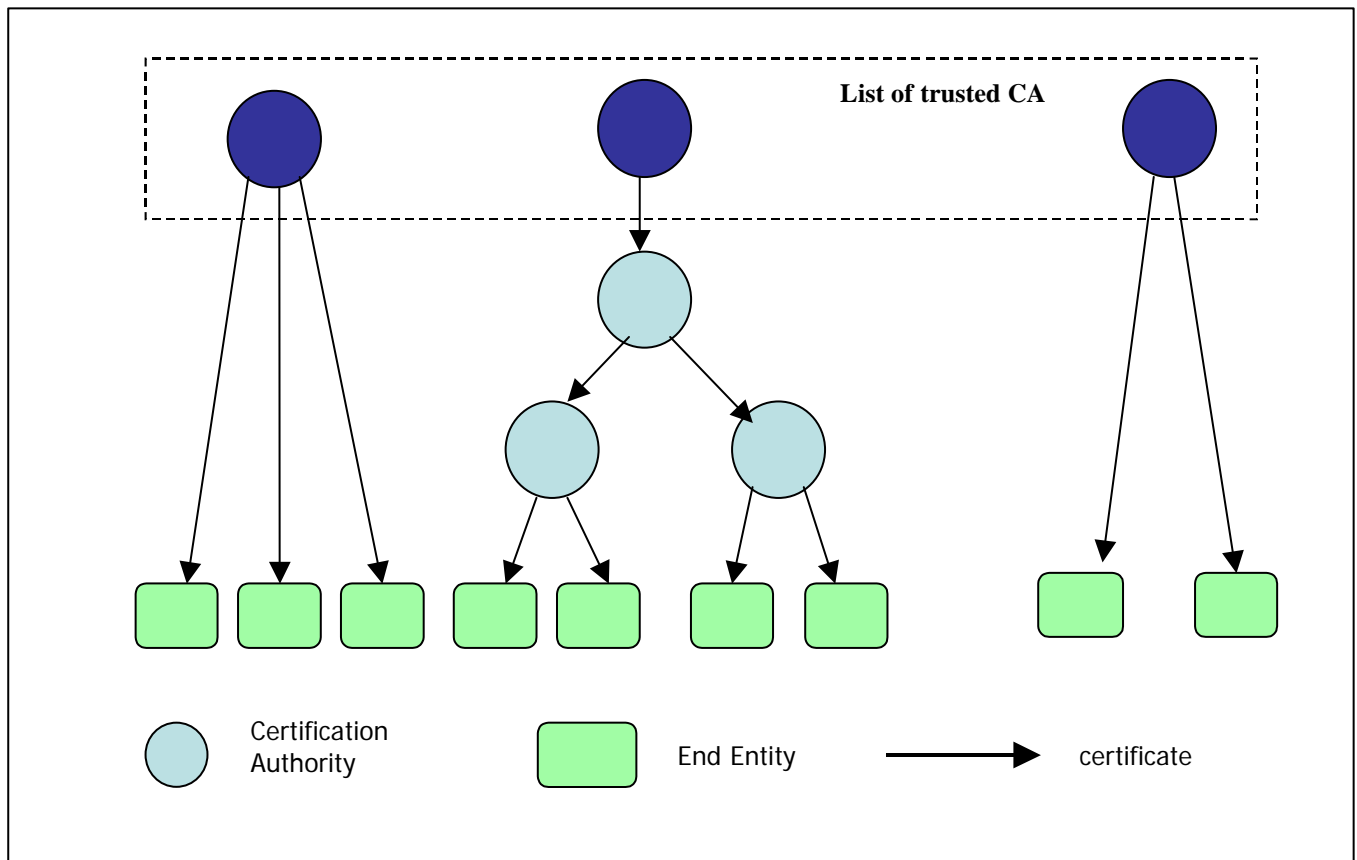 List of trusted CA
Certification
Authority
End Entity
certificate